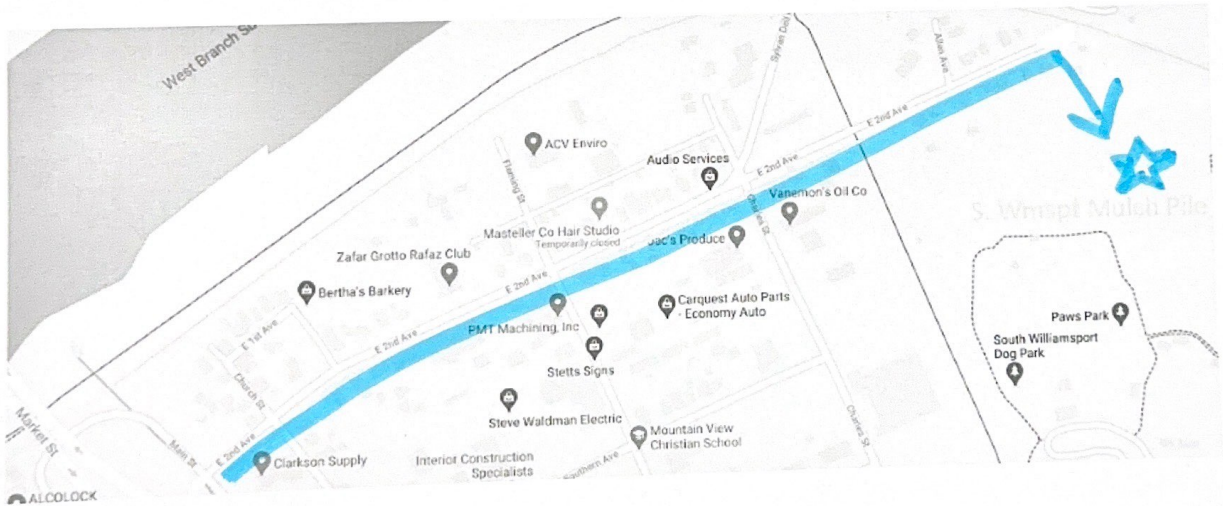 West Branch Su
Sylvan Dell
Allen Ave
E 2nd Ave
ACV Enviro
Audio Services
E 2nd Ave
Fleming St
Vanemon's Oil Co
Charles St
S. Wmspt Mulch Pile
Masteller Co Hair Studio
Temporarily closed
Jac's Produce
Zafar Grotto Rafaz Club
E 2nd Ave
Bertha's Barkery
Carquest Auto Parts
- Economy Auto
Paws Park
PMT Machining, Inc
E 1st Ave
E 2nd Ave
South Williamsport
Dog Park
Stetts Signs
Church St
Steve Waldman Electric
Market St
Main St
E 2nd Ave
Mountain View
Christian School
Charles St
Clarkson Supply
Interior Construction
Specialists
Southern Ave
ALCOLOCK